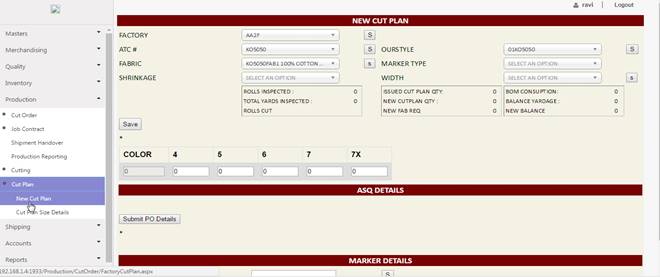 ravi Logout
NEW CUT PLAN
Masters
Merchandising
Quality
Inventory
Production
Cut Order
Job Contract
Shipment Handover
Production Reporting
Cutting
Cut Plan
New Cut Plan
Cut Plan Size Details
Shipping
Accounts
Reports
192.168.1.4:1933/Production/CutOrder/FactoryCutPlan.aspx
FACTORY AA2F S
ATC # KO5050 S OURSTYLE 01KO5050 S
FABRIC KO5050FAB1 100% COTTON... s MARKER TYPE SELECT AN OPTION
SHRINKAGE SELECT AN OPTION WIDTH SELECT AN OPTION s
ROLLS INSPECTED : 0 ISSUED CUT PLAN QTY: 0 BOM CONSUPTION: 0
TOTAL YARDS INSPECTED : 0 NEW CUTPLAN QTY : 0 BALANCE YARDAGE : 0
ROLLS CUT NEW FAB REQ 0 NEW BALANCE 0
Save
*
COLOR 4 5 6 7 7X
0 0 0 0 0 0
ASQ DETAILS
Submit PO Details
*
MARKER DETAILS
S